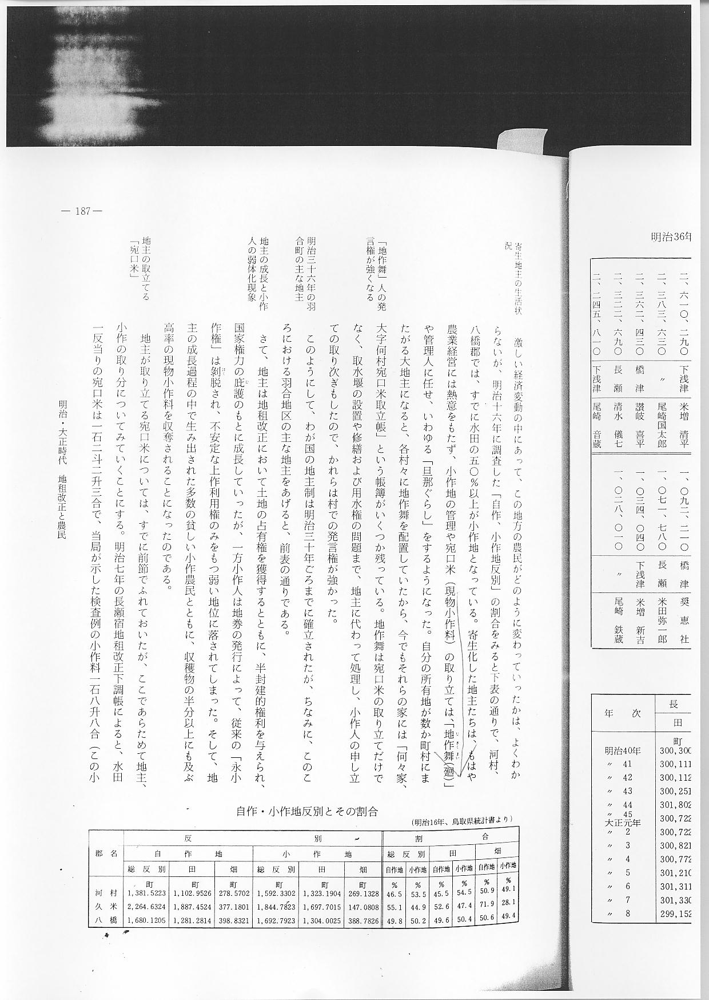 明治36年
二、六一〇、二九〇 下浅津 米増 清平 一、〇九二、二一〇 橋津 奨恵社
二、三八三、六三〇 〃 尾崎国太郎 一、〇七一、七八〇 長瀬 米田弥一郎
二、三六二、四三〇 橋津 讃岐 喜平 一、〇三四、〇四〇 下浅津 米増 新吉
二、三二二、六九〇 長瀬 清水 儀七 一、〇二八、〇一〇 〃 尾崎 鉄蔵
二、二四五、八一〇 下浅津 尾崎 音蔵
年次 長
田
町
明治40年 300,300
〃 41 300,111
〃 42 300,112
〃 43 300,251
〃 44 301,802
〃 45
大正元年 300,722
〃 2 300,722
〃 3 300,821
〃 4 300,772
〃 5 301,210
〃 6 301,311
〃 7 301,330
〃 8 299,152
寄生地主の生活状
況
激しい経済変動の中にあって、この地方の農民がどのように変わっていったかは、よくわか
らないが、明治十六年に調査した「自作、小作地反別」の割合をみると下表の通りで、河村、
八橋郡では、すでに水田の五〇％以上が小作地となっている。寄生化した地主たちは、もはや
農業経営には熱意をもたず、小作地の管理や宛口米（現物小作料）の取り立ては、「地作舞（廻）」
や管理人に任せ、いわゆる「旦那ぐらし」をするようになった。自分の所有地が数か町村にま
たがる大地主になると、各村々に地作舞を配置していたから、今でもそれらの家には「何々家、
「地作舞」人の発
言権が強くなる
大字何村宛口米取立帳」という帳簿がいくつか残っている。地作舞は宛口米の取り立てだけで
なく、取水堰の設置や修繕および用水権の問題まで、地主に代わって処理し、小作人の申し立
ての取り次ぎもしたので、かれらは村での発言権が強かった。
明治三十六年の羽
合町の主な地主
このようにして、わが国の地主制は明治三十年ごろまでに確立されたが、ちなみに、このこ
ろにおける羽合地区の主な地主をあげると、前表の通りである。
地主の成長と小作
人の弱体化現象
さて、地主は地租改正において土地の占有権を獲得するとともに、半封建的権利を与えられ、
国家権力の庇護のもとに成長していったが、一方小作人は地券の発行によって、従来の「永小
作権」は剝脱され、不安定な上作利用権のみをもつ弱い地位に落されてしまった。そして、地
主の成長過程の中で生み出された多数の貧しい小作農民とともに、収穫物の半分以上にも及ぶ
高率の現物小作料を収奪されることになったのである。
地主の取立てる
「宛口米」
地主が取り立てる宛口米については、すでに前節でふれておいたが、ここであらためて地主、
小作の取り分についてみていくことにする。明治七年の長瀬宿地租改正下調帳によると、水田
一反当りの宛口米は一石二斗二升三合で、当局が示した検査例の小作料一石八升八合（この小
自作・小作地反別とその割合
(明治16年、鳥取県統計書より)
郡名 反別 割合
自作地 小作地 総反別 田 畑
総反別 田 畑 総反別 田 畑 自作地 小作地 自作地 小作地 自作地 小作地
町 町 町 町 町 町 % % % % % %
河村 1,381.5223 1,102.9526 278.5702 1,592.3302 1,323.1904 269.1328 46.5 53.5 45.5 54.5 50.9 49.1
久米 2,264.6324 1,887.4524 377.1801 1,844.7823 1,697.7015 147.0808 55.1 44.9 52.6 47.4 71.9 28.1
八橋 1,680.1205 1,281.2814 398.8321 1,692.7923 1,304.0025 388.7826 49.8 50.2 49.6 50.4 50.6 49.4
明治・大正時代 地租改正と農民
— 187 —